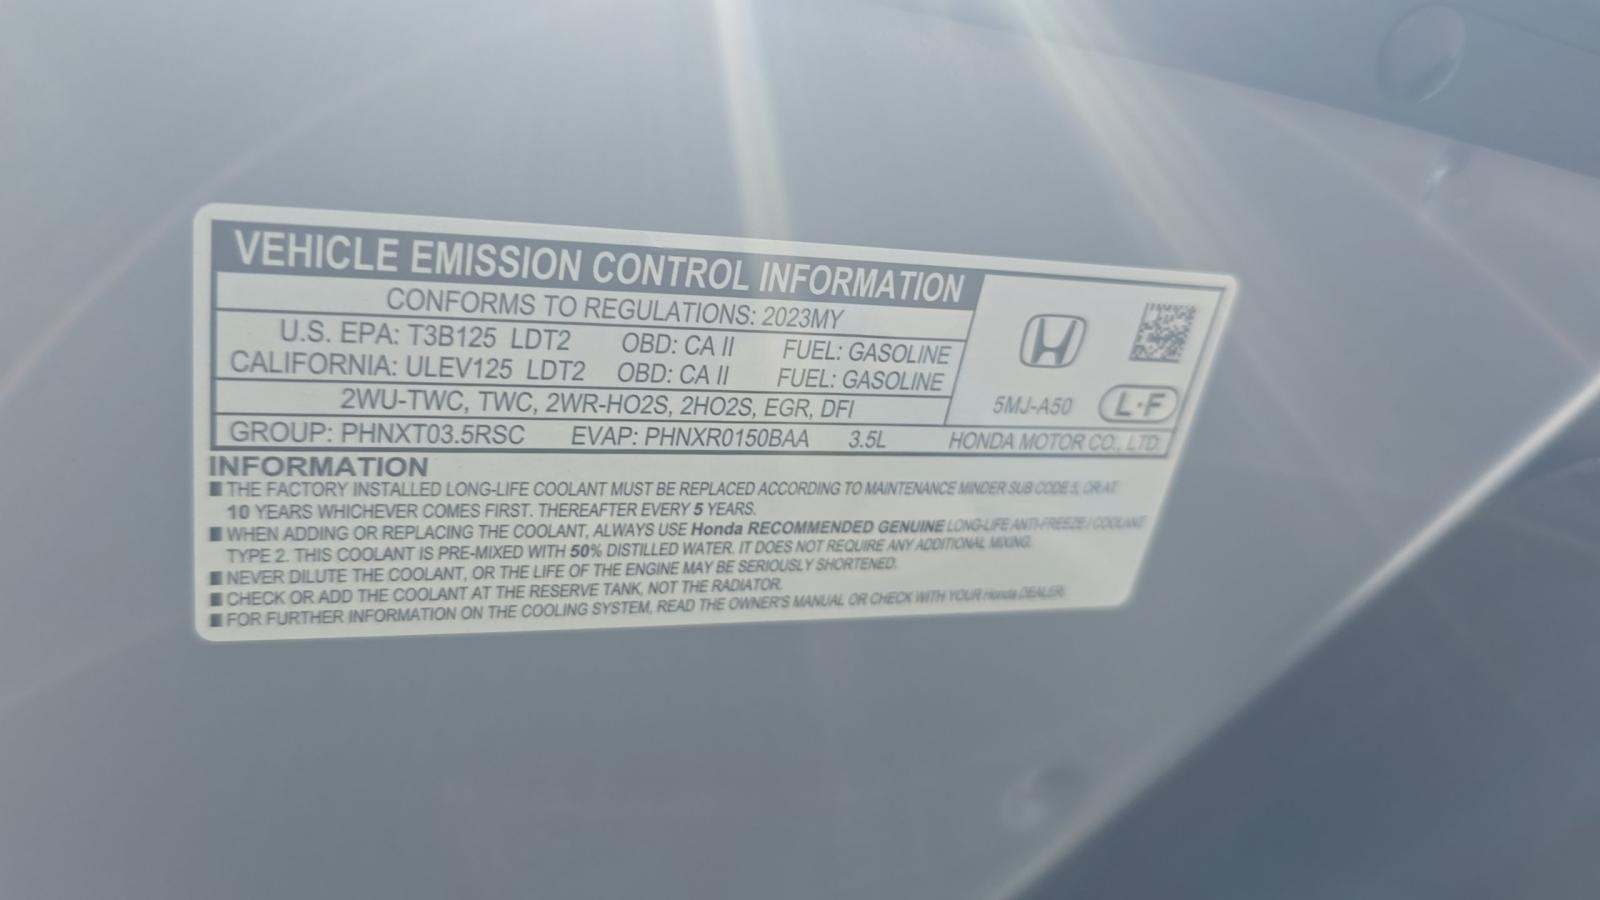 VEHICLE EMISSION CONTROL INFORMATION
CONFORMS TO REGULATIONS: 2023MY
U.S. EPA: T3B125 LDT2 OBD: CA II FUEL: GASOLINE
CALIFORNIA: ULEV125 LDT2 OBD: CA II FUEL: GASOLINE
2WU-TWC, TWC, 2WR-HO2S, 2HO2S, EGR, DFI
5MJ-A50 L·F
GROUP: PHNXT03.5RSC EVAP: PHNXR0150BAA 3.5L HONDA MOTOR CO., LTD.
INFORMATION
■ THE FACTORY INSTALLED LONG-LIFE COOLANT MUST BE REPLACED ACCORDING TO MAINTENANCE MINDER SUB CODE 5, OR AT
10 YEARS WHICHEVER COMES FIRST. THEREAFTER EVERY 5 YEARS.
■ WHEN ADDING OR REPLACING THE COOLANT, ALWAYS USE Honda RECOMMENDED GENUINE LONG-LIFE ANTI-FREEZE / COOLANT
TYPE 2. THIS COOLANT IS PRE-MIXED WITH 50% DISTILLED WATER. IT DOES NOT REQUIRE ANY ADDITIONAL MIXING.
■ NEVER DILUTE THE COOLANT, OR THE LIFE OF THE ENGINE MAY BE SERIOUSLY SHORTENED.
■ CHECK OR ADD THE COOLANT AT THE RESERVE TANK, NOT THE RADIATOR.
■ FOR FURTHER INFORMATION ON THE COOLING SYSTEM, READ THE OWNER'S MANUAL OR CHECK WITH YOUR Honda DEALER.